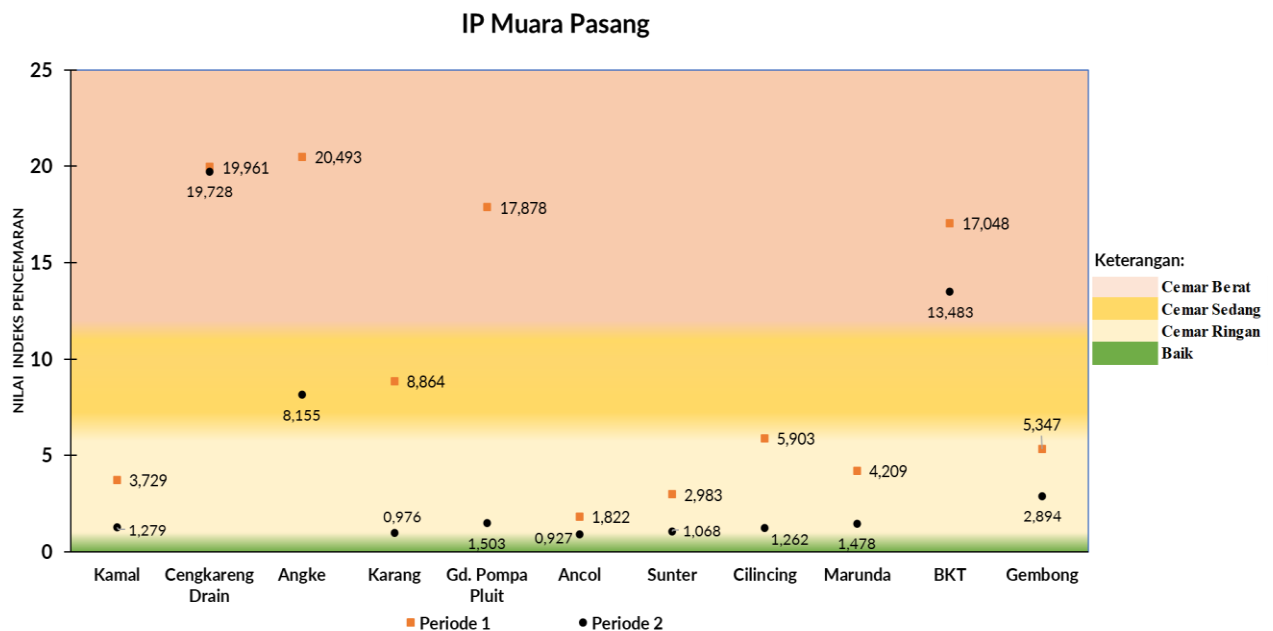 IP Muara Pasang
NILAI INDEKS PENCEMARAN
25
20
15
10
5
0
3,729
1,279
19,961
19,728
20,493
8,155
8,864
0,976
17,878
1,503
1,822
0,927
2,983
1,068
5,903
1,262
4,209
1,478
17,048
13,483
5,347
2,894
Kamal
Cengkareng
Drain
Angke
Karang
Gd. Pompa
Pluit
Ancol
Sunter
Cilincing
Marunda
BKT
Gembong
Periode 1
Periode 2
Keterangan:
Cemar Berat
Cemar Sedang
Cemar Ringan
Baik